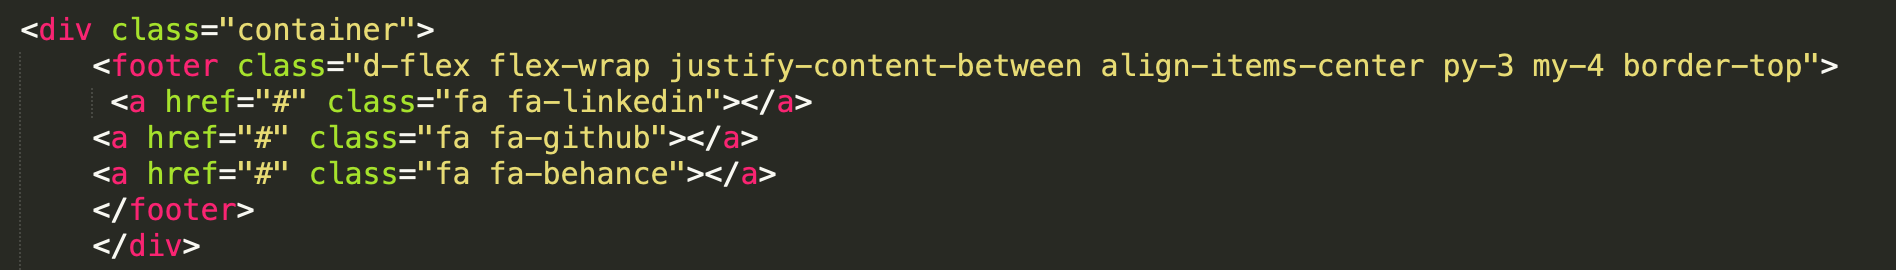 <div class="container">
<footer class="d-flex flex-wrap justify-content-between align-items-center py-3 my-4 border-top">
<a href="#" class="fa fa-linkedin"></a>
<a href="#" class="fa fa-github"></a>
<a href="#" class="fa fa-behance"></a>
</footer>
</div>